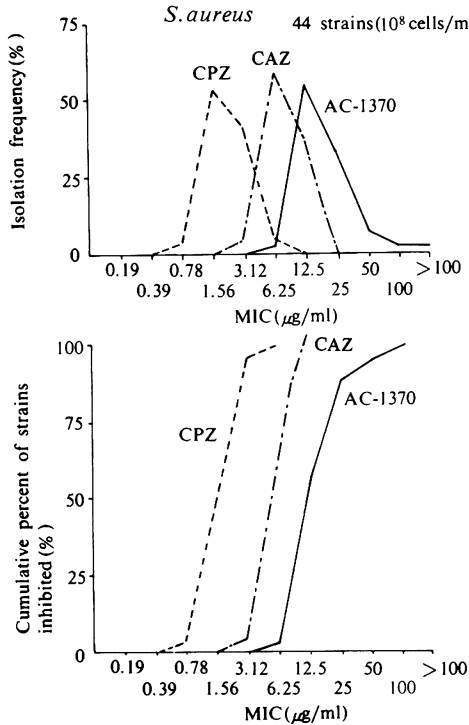 S. aureus
44 strains(10⁸ cells/m
Isolation frequency(%)
75
50
25
0
CPZ
CAZ
AC-1370
0.19 0.78 3.12 12.5 50 >100
0.39 1.56 6.25 25 100
MIC(μg/ml)
Cumulative percent of strains
inhibited(%)
100
75
50
25
0
CAZ
AC-1370
CPZ
0.19 0.78 3.12 12.5 50 >100
0.39 1.56 6.25 25 100
MIC(μg/ml)